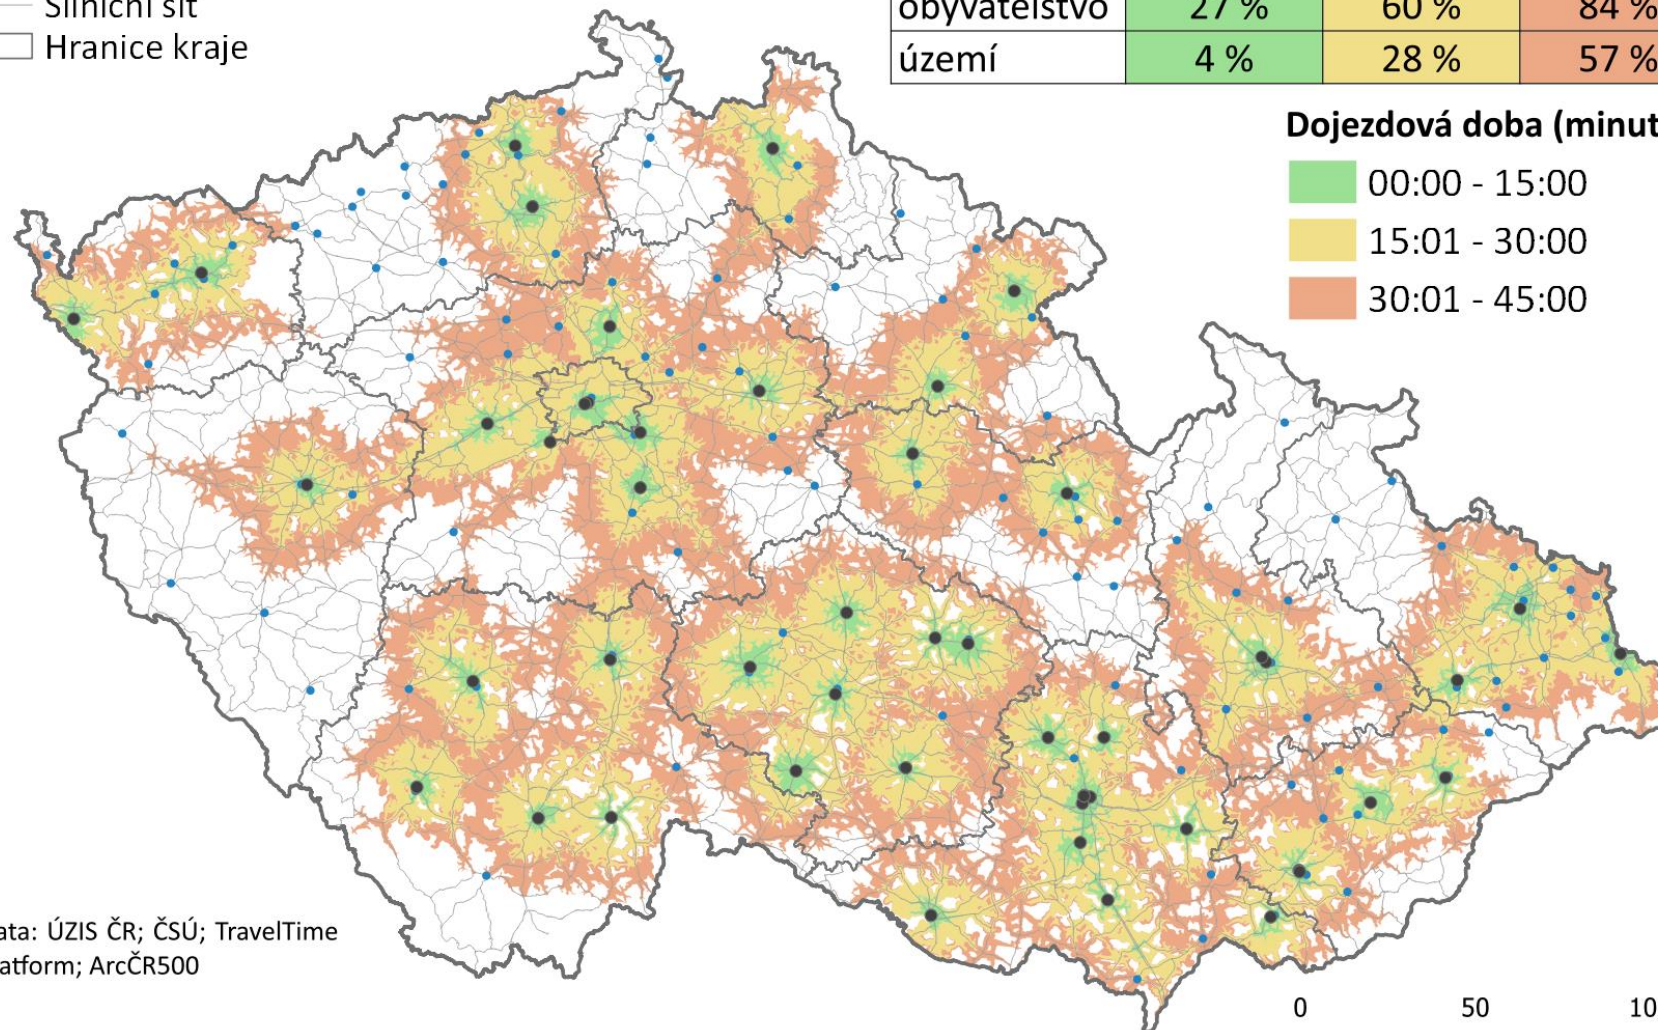 Silniční síť
Hranice kraje
obyvatelstvo 27 % 60 % 84 %
území 4 % 28 % 57 %
Dojezdová doba (minut
00:00 - 15:00
15:01 - 30:00
30:01 - 45:00
ata: ÚZIS ČR; ČSÚ; TravelTime
atform; ArcČR500
0 50 10